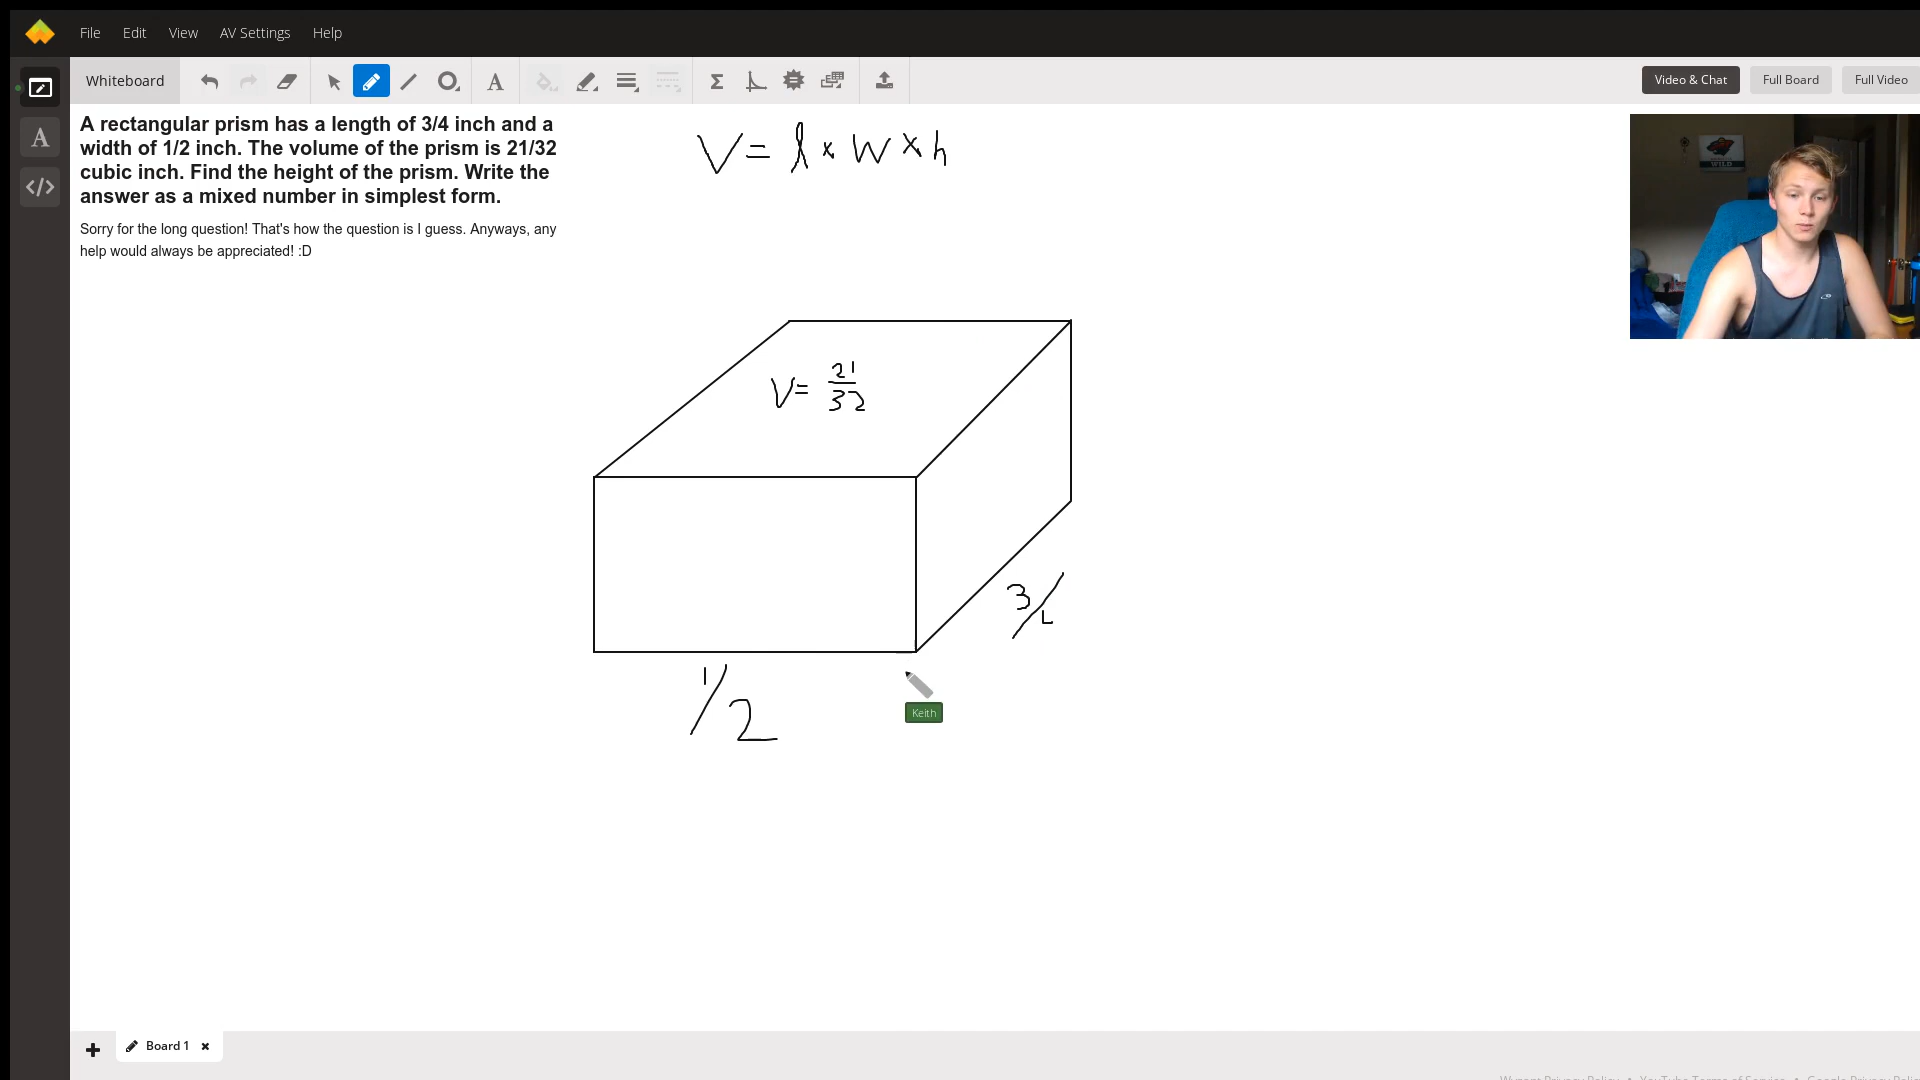 File Edit View AV Settings Help
Whiteboard
Video & Chat Full Board Full Video
A rectangular prism has a length of 3/4 inch and a
width of 1/2 inch. The volume of the prism is 21/32
cubic inch. Find the height of the prism. Write the
answer as a mixed number in simplest form.
Sorry for the long question! That's how the question is I guess. Anyways, any
help would always be appreciated! :D
V = l x w x h
WILD
V = 21/32
3/
1/2
Keith
Board 1